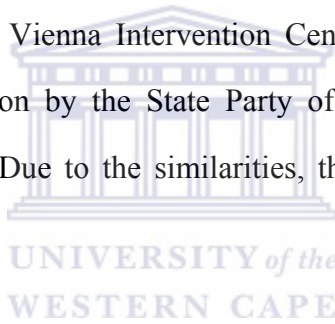 Vienna Intervention Cen
on by the State Party of
Due to the similarities, th
UNIVERSITY of the
WESTERN CAPE